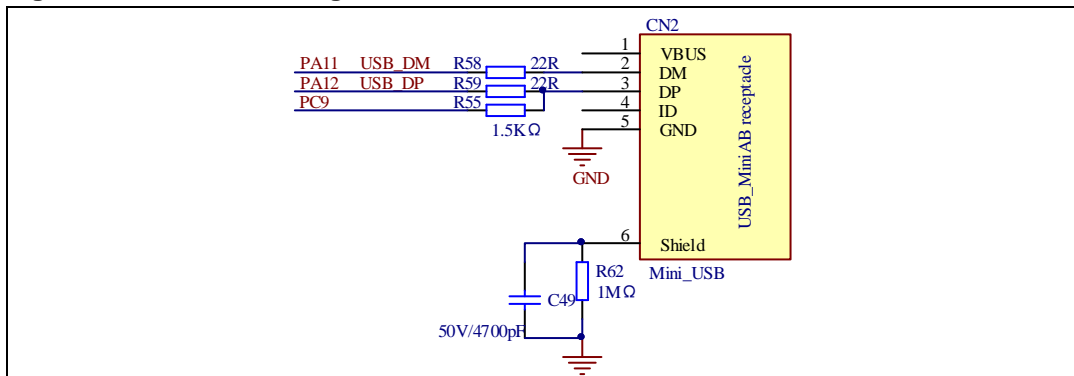 CN2
1 VBUS
PA11 USB_DM R58 22R 2 DM
PA12 USB_DP R59 22R 3 DP
PC9 R55 4 ID
1.5KΩ 5 GND
GND
USB_MiniAB receptacle
6 Shield
R62 Mini_USB
C49 1MΩ
50V/4700pF